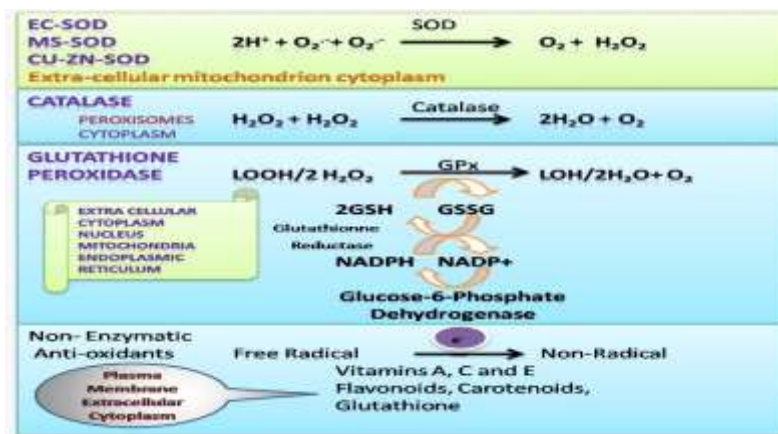 EC-SOD
MS-SOD
CU-ZN-SOD
2H⁺ + O₂⁻+ O₂⁻ SOD O₂ + H₂O₂
Extra-cellular mitochondrion cytoplasm
CATALASE
PEROXISOMES
CYTOPLASM
H₂O₂ + H₂O₂ Catalase 2H₂O + O₂
GLUTATHIONE
PEROXIDASE
LOOH/2 H₂O₂ GPx LOH/2H₂O+ O₂
EXTRA CELLULAR
CYTOPLASM
NUCLEUS
MITOCHONDRIA
ENDOPLASMIC
RETICULUM
2GSH GSSG
Glutathionne
Reductase
NADPH NADP+
Glucose-6-Phosphate
Dehydrogenase
Non- Enzymatic
Anti-oxidants
Free Radical e⁻ Non-Radical
Plasma
Membrane
Extracellular
Cytoplasm
Vitamins A, C and E
Flavonoids, Carotenoids,
Glutathione